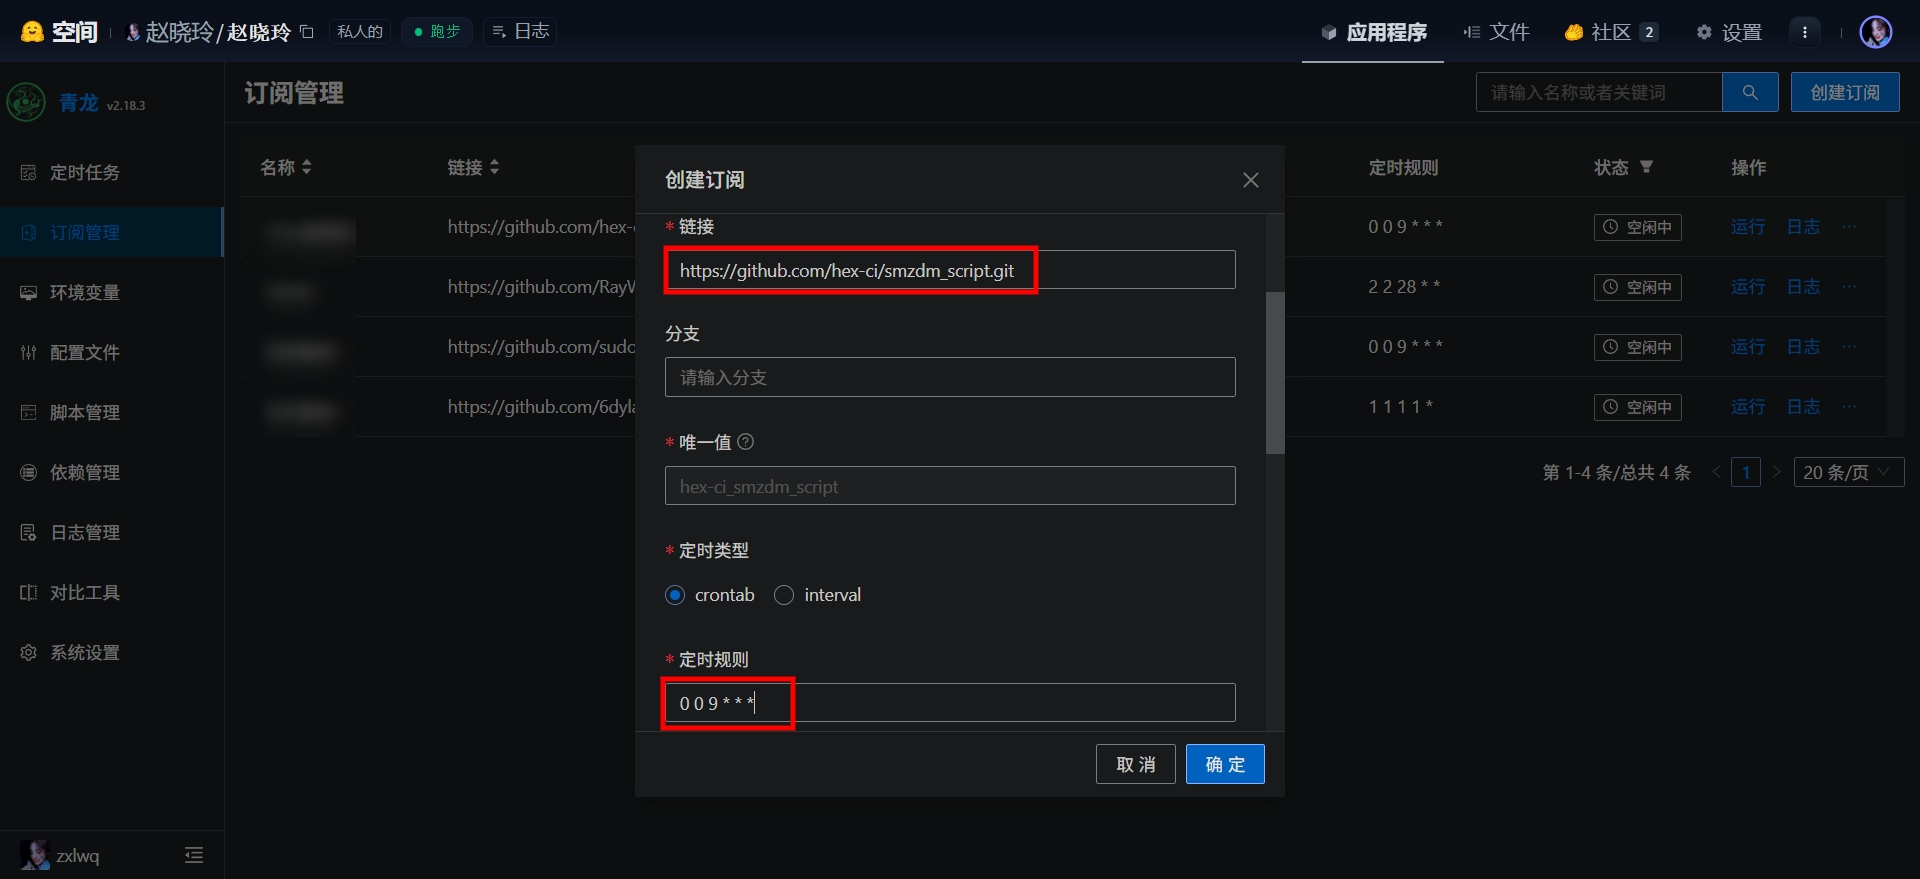 空间 赵晓玲/赵晓玲 私人的 跑步 日志 应用程序 文件 社区 2 设置
青龙 v2.18.3
订阅管理 请输入名称或者关键词 创建订阅
定时任务
订阅管理
环境变量
配置文件
脚本管理
依赖管理
日志管理
对比工具
系统设置
zxlwq
名称 链接 定时规则 状态 操作
https://github.com/hex- 0 0 9 * * * 空闲中 运行 日志 ···
https://github.com/Ray 2 2 28 * * 空闲中 运行 日志 ···
https://github.com/sud 0 0 9 * * * 空闲中 运行 日志 ···
https://github.com/6dyl 1 1 1 1 * 空闲中 运行 日志 ···
第 1-4 条/总共 4 条 < 1 > 20 条/页
创建订阅
* 链接
https://github.com/hex-ci/smzdm_script.git
分支
请输入分支
* 唯一值
hex-ci_smzdm_script
* 定时类型
crontab interval
* 定时规则
0 0 9 * * *
取 消 确 定